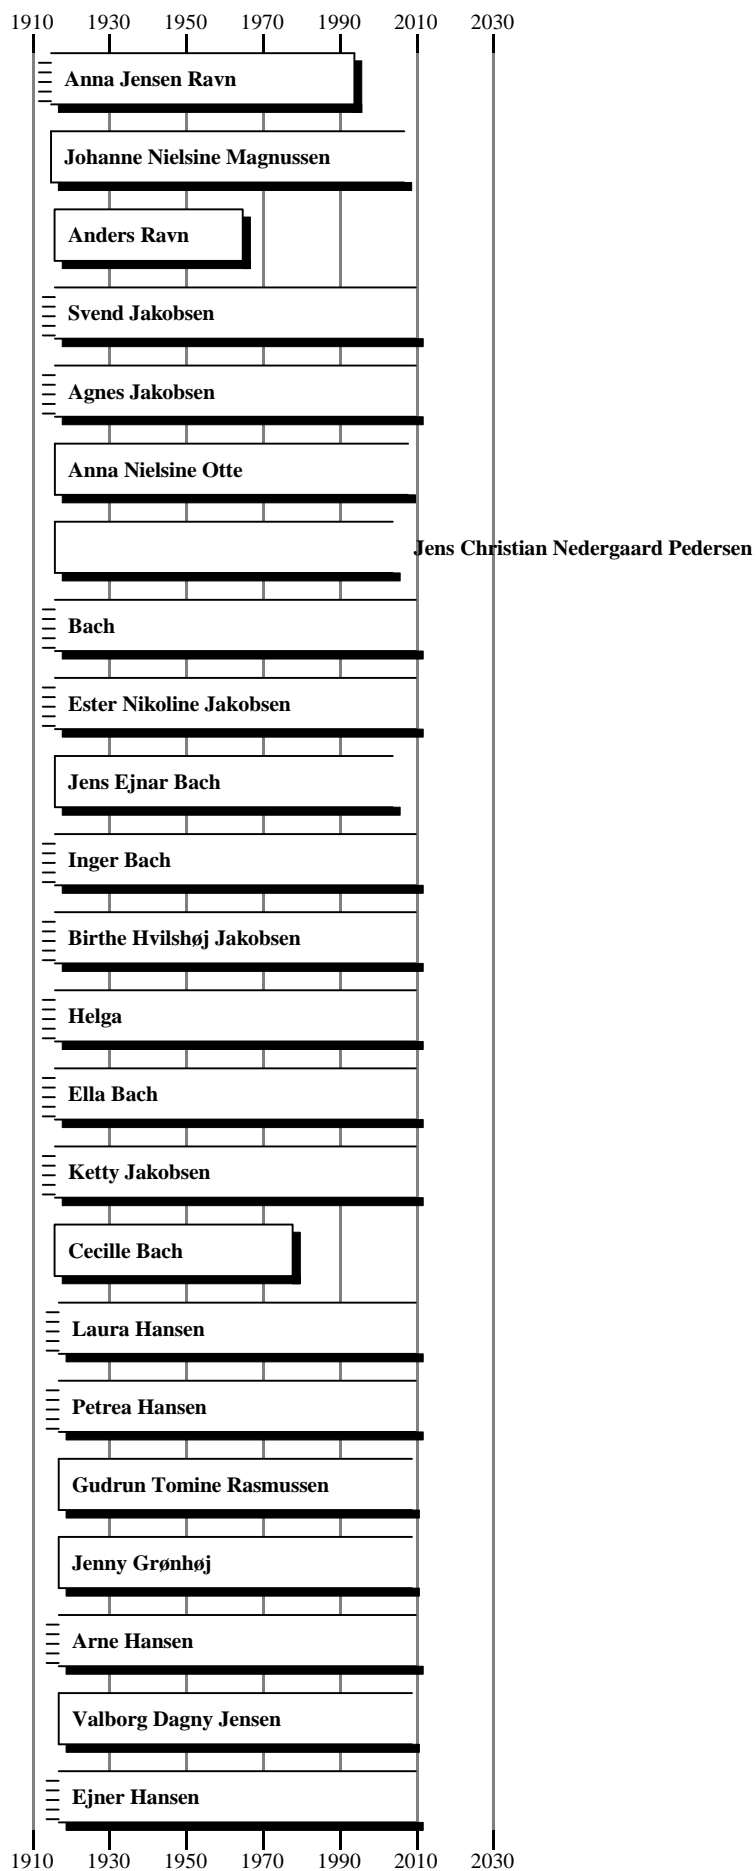 1910 1930 1950 1970 1990 2010 2030
Anna Jensen Ravn
Johanne Nielsine Magnussen
Anders Ravn
Svend Jakobsen
Agnes Jakobsen
Anna Nielsine Otte
Jens Christian Nedergaard Pedersen
Bach
Ester Nikoline Jakobsen
Jens Ejnar Bach
Inger Bach
Birthe Hvilshøj Jakobsen
Helga
Ella Bach
Ketty Jakobsen
Cecille Bach
Laura Hansen
Petrea Hansen
Gudrun Tomine Rasmussen
Jenny Grønhøj
Arne Hansen
Valborg Dagny Jensen
Ejner Hansen
1910 1930 1950 1970 1990 2010 2030